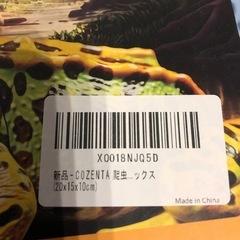 X0018NJQ5D
新品 - COZENTA 爬虫...ックス
(20x15x10cm)
Made in China